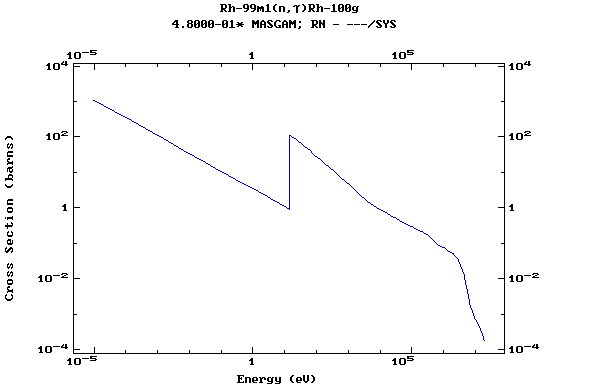 Rh-99m1(n,γ)Rh-100g
4.8000-01* MASGAM; RN - ---/SYS
10-5 1 105
104 104
102 102
1 1
10-2 10-2
10-4 10-4
10-5 1 105
Cross Section (barns)
Energy (eV)